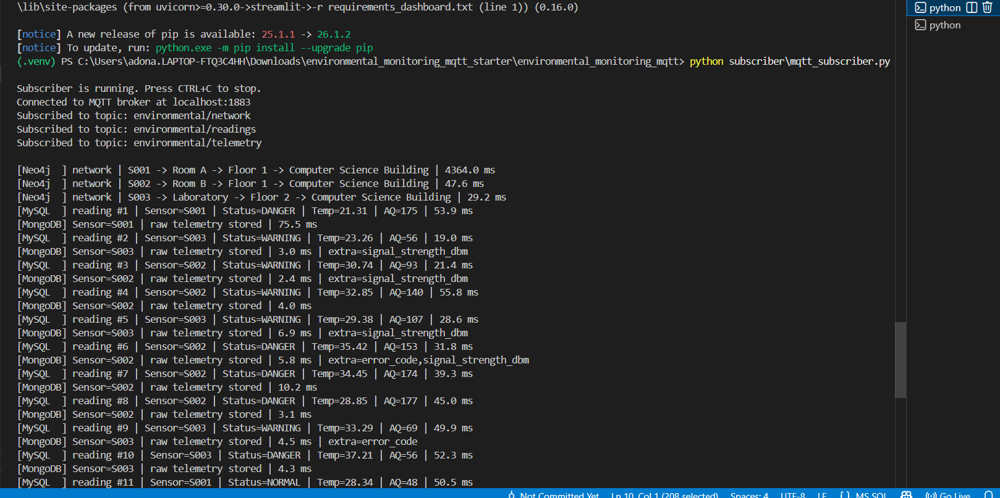 \lib\site-packages (from uvicorn>=0.30.0->streamlit->-r requirements_dashboard.txt (line 1)) (0.16.0)
python
python
[notice] A new release of pip is available: 25.1.1 -> 26.1.2
[notice] To update, run: python.exe -m pip install --upgrade pip
(.venv) PS C:\Users\adona.LAPTOP-FTQ3C4HH\Downloads\environmental_monitoring_mqtt_starter\environmental_monitoring_mqtt> python subscriber\mqtt_subscriber.py
Subscriber is running. Press CTRL+C to stop.
Connected to MQTT broker at localhost:1883
Subscribed to topic: environmental/network
Subscribed to topic: environmental/readings
Subscribed to topic: environmental/telemetry
[Neo4j  ] network | S001 -> Room A -> Floor 1 -> Computer Science Building | 4364.0 ms
[Neo4j  ] network | S002 -> Room B -> Floor 1 -> Computer Science Building | 47.6 ms
[Neo4j  ] network | S003 -> Laboratory -> Floor 2 -> Computer Science Building | 29.2 ms
[MySQL  ] reading #1 | Sensor=S001 | Status=DANGER | Temp=21.31 | AQ=175 | 53.9 ms
[MongoDB] Sensor=S001 | raw telemetry stored | 75.5 ms
[MySQL  ] reading #2 | Sensor=S003 | Status=WARNING | Temp=23.26 | AQ=56 | 19.0 ms
[MongoDB] Sensor=S003 | raw telemetry stored | 3.0 ms | extra=signal_strength_dbm
[MySQL  ] reading #3 | Sensor=S002 | Status=WARNING | Temp=30.74 | AQ=93 | 21.4 ms
[MongoDB] Sensor=S002 | raw telemetry stored | 2.4 ms | extra=signal_strength_dbm
[MySQL  ] reading #4 | Sensor=S002 | Status=WARNING | Temp=32.85 | AQ=140 | 55.8 ms
[MongoDB] Sensor=S002 | raw telemetry stored | 4.0 ms
[MySQL  ] reading #5 | Sensor=S003 | Status=WARNING | Temp=29.38 | AQ=107 | 28.6 ms
[MongoDB] Sensor=S003 | raw telemetry stored | 6.9 ms | extra=signal_strength_dbm
[MySQL  ] reading #6 | Sensor=S002 | Status=DANGER | Temp=35.42 | AQ=153 | 31.8 ms
[MongoDB] Sensor=S002 | raw telemetry stored | 5.8 ms | extra=error_code,signal_strength_dbm
[MySQL  ] reading #7 | Sensor=S002 | Status=DANGER | Temp=34.45 | AQ=174 | 39.3 ms
[MongoDB] Sensor=S002 | raw telemetry stored | 10.2 ms
[MySQL  ] reading #8 | Sensor=S002 | Status=DANGER | Temp=28.85 | AQ=177 | 45.0 ms
[MongoDB] Sensor=S002 | raw telemetry stored | 3.1 ms
[MySQL  ] reading #9 | Sensor=S003 | Status=WARNING | Temp=33.29 | AQ=69 | 49.9 ms
[MongoDB] Sensor=S003 | raw telemetry stored | 4.5 ms | extra=error_code
[MySQL  ] reading #10 | Sensor=S003 | Status=DANGER | Temp=37.21 | AQ=56 | 52.3 ms
[MongoDB] Sensor=S003 | raw telemetry stored | 4.3 ms
[MySQL  ] reading #11 | Sensor=S001 | Status=NORMAL | Temp=28.34 | AQ=48 | 50.5 ms
Not Committed Yet Ln 10, Col 1 (208 selected) Spaces: 4 UTF-8 LF {} MS SQL Go Live